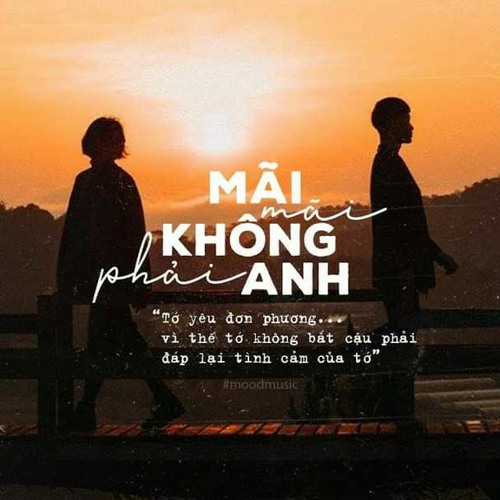 MÃI
mãi
KHÔNG
phải ANH
“Tớ yêu đơn phương...
vì thế tớ không bắt cậu phải
đáp lại tình cảm của tớ”
#moodmusic